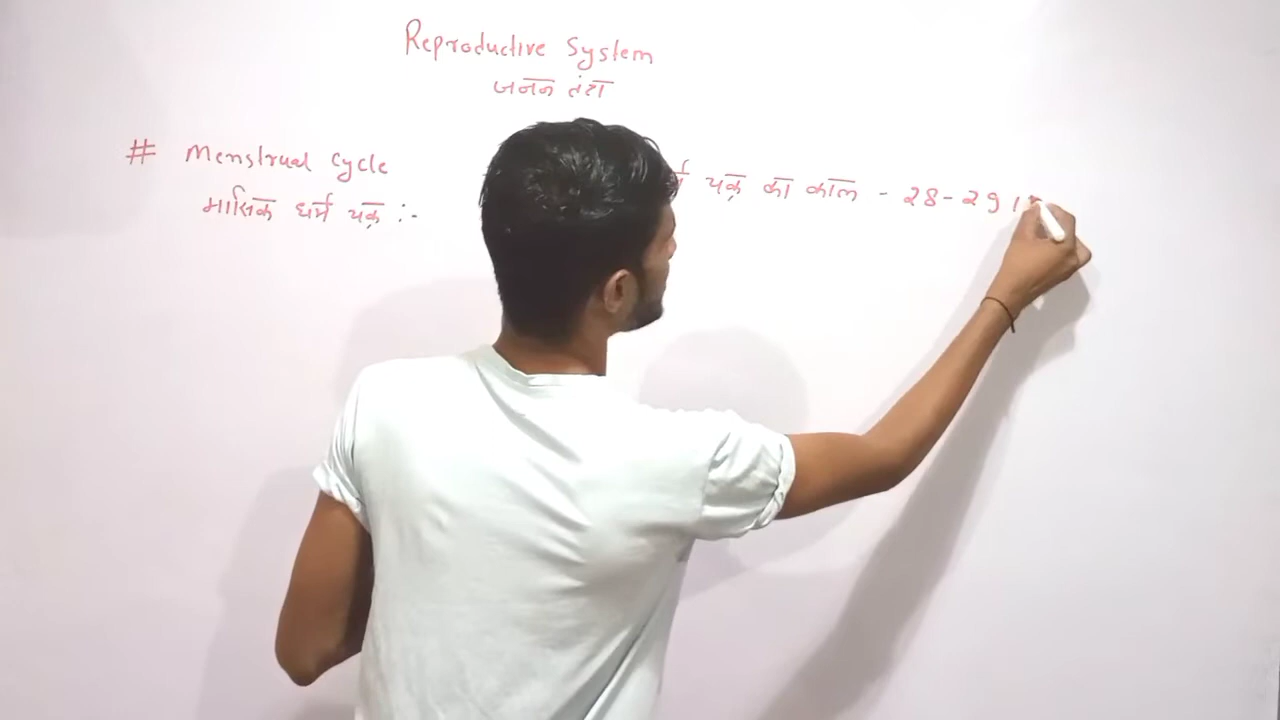 Reproductive System
जनन तंत्र
# Menstrual Cycle
मासिक धर्म चक्र :-
चक्र का काल - 28-29